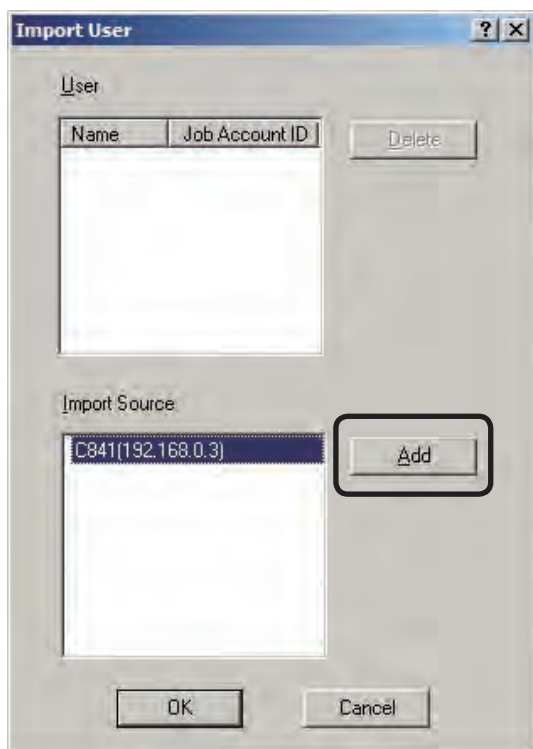 Import User
User
Name Job Account ID
Delete
Import Source
C841(192.168.0.3)
Add
OK Cancel